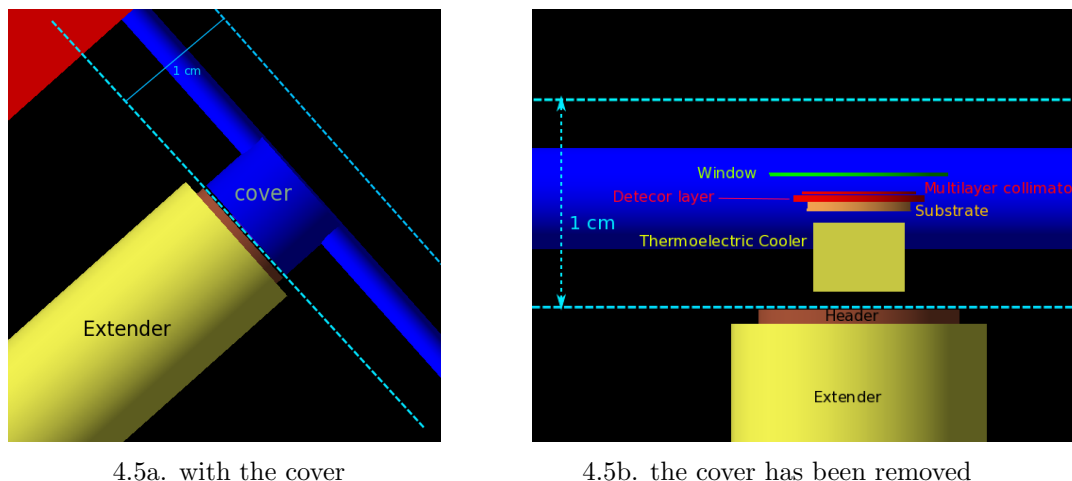 1 cm
cover
Extender
Window
Multilayer collimato
Detecor layer
Substrate
1 cm
Thermoelectric Cooler
Header
Extender
4.5a. with the cover
4.5b. the cover has been removed